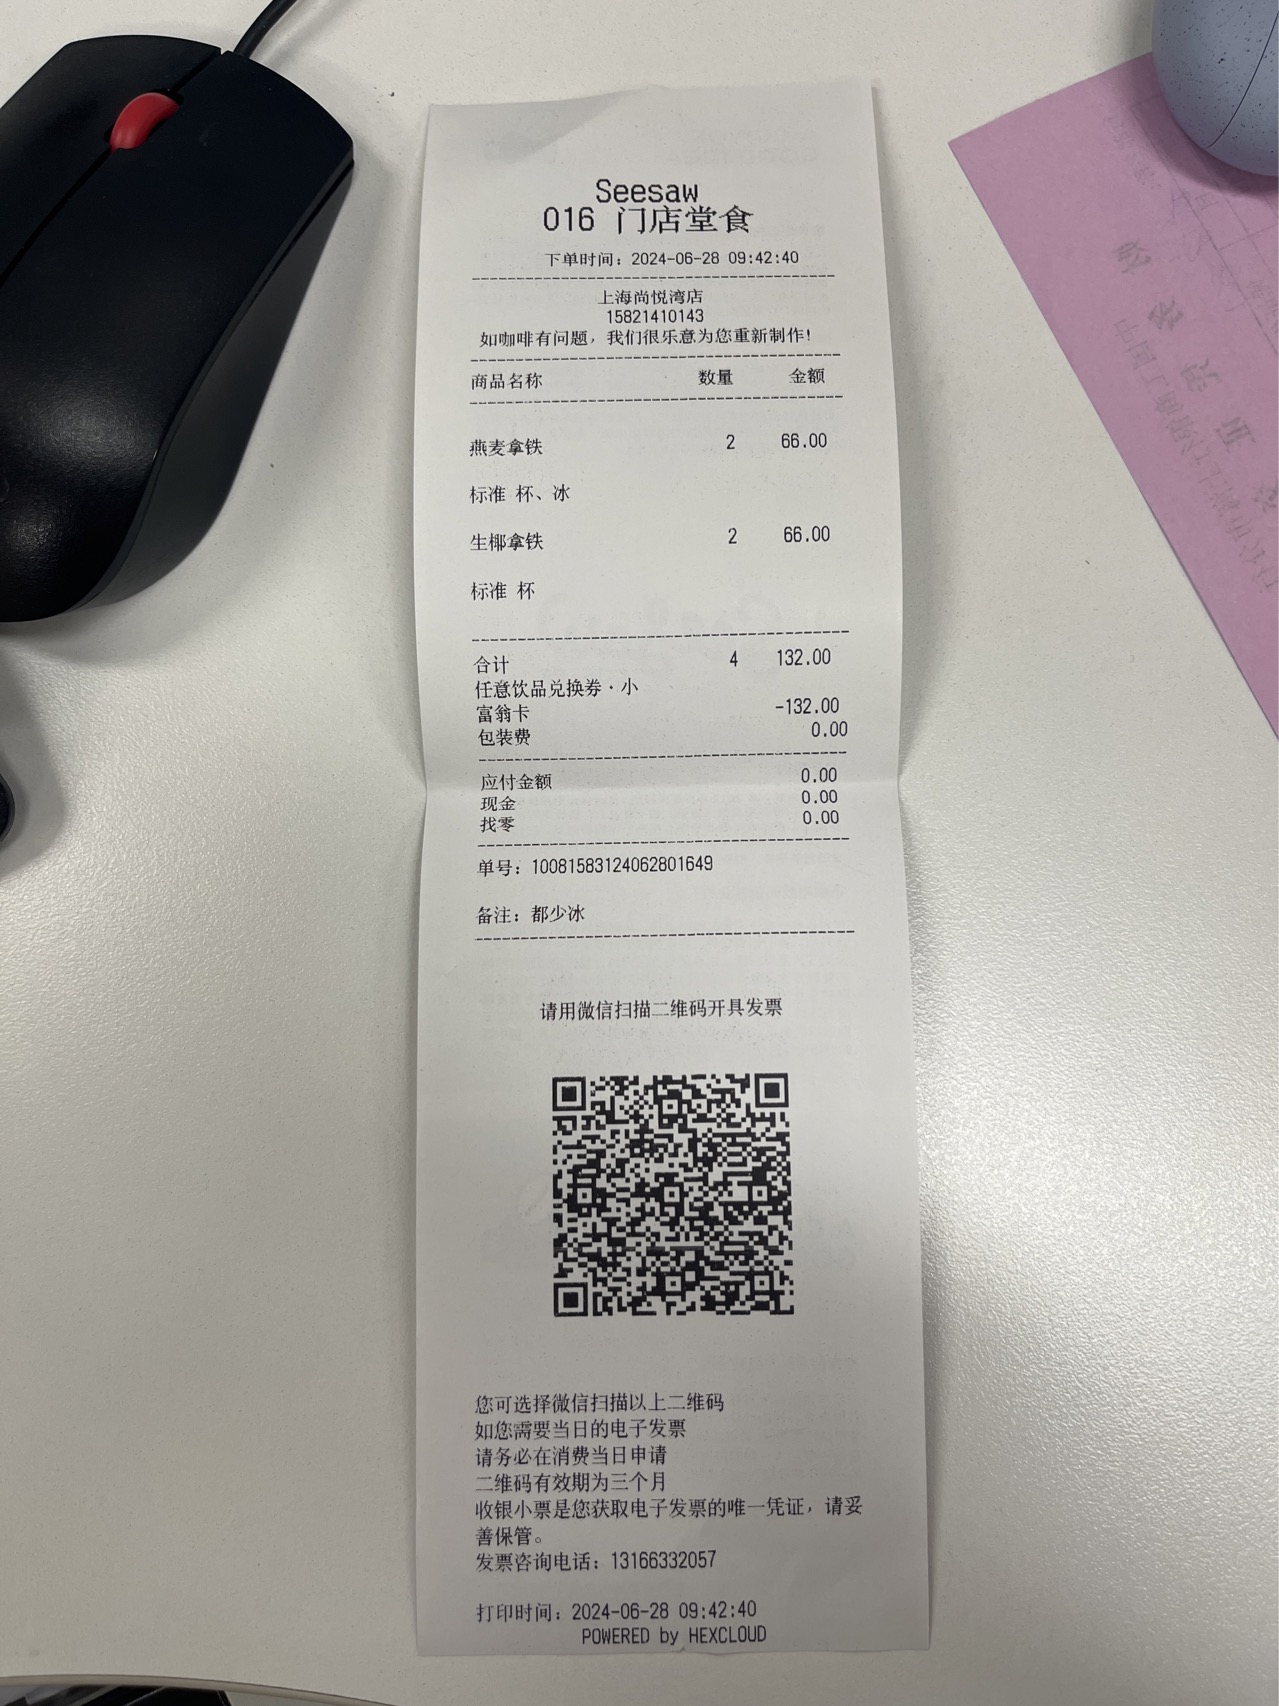 Seesaw
016 门店堂食
下单时间：2024-06-28 09:42:40
上海尚悦湾店
15821410143
如咖啡有问题，我们很乐意为您重新制作！
商品名称 数量 金额
燕麦拿铁 2 66.00
标准 杯、冰
生椰拿铁 2 66.00
标准 杯
合计 4 132.00
任意饮品兑换券·小
富翁卡 -132.00
包装费 0.00
应付金额 0.00
现金 0.00
找零 0.00
单号：10081583124062801649
备注：都少冰
请用微信扫描二维码开具发票
您可选择微信扫描以上二维码
如您需要当日的电子发票
请务必在消费当日申请
二维码有效期为三个月
收银小票是您获取电子发票的唯一凭证，请妥
善保管。
发票咨询电话：13166332057
打印时间：2024-06-28 09:42:40
POWERED by HEXCLOUD